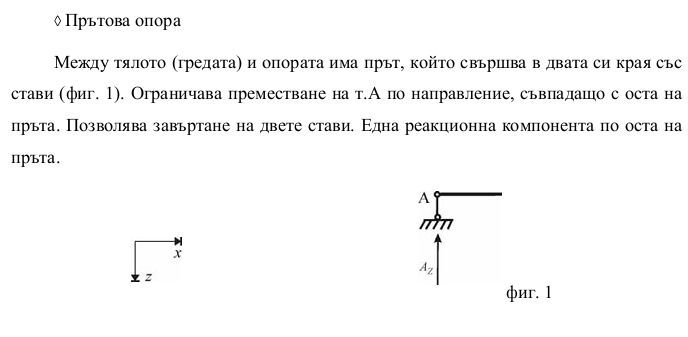 ◊ Прътова опора
Между тялото (гредата) и опората има прът, който свършва в двата си края със
стави (фиг. 1). Ограничава преместване на т.А по направление, съвпадащо с оста на
пръта. Позволява завъртане на двете стави. Една реакционна компонента по оста на
пръта.
A
x
z
A_Z
фиг. 1